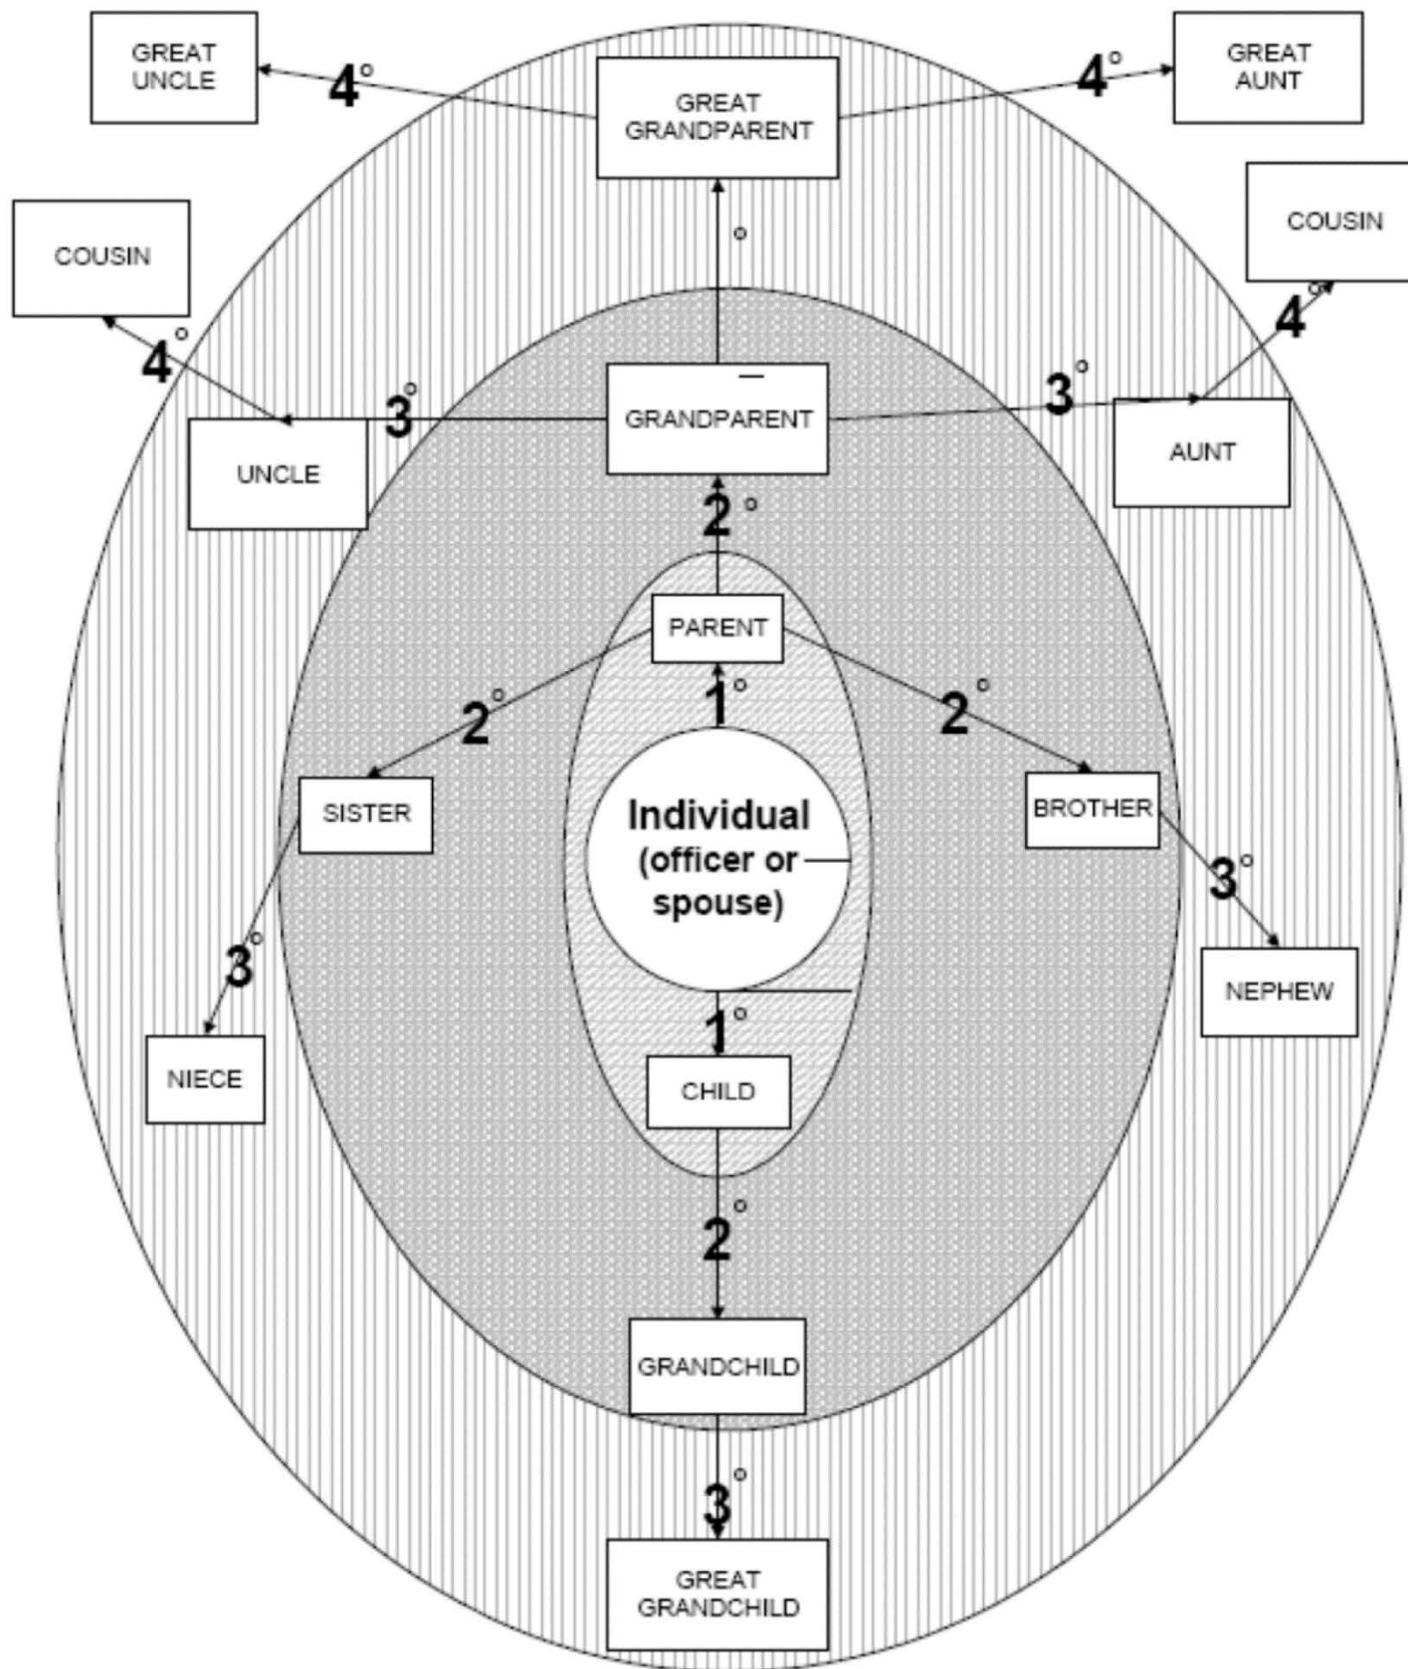 GREAT
UNCLE
4°
GREAT
GRANDPARENT
4°
GREAT
AUNT
COUSIN
°
COUSIN
4°
3°
GRANDPARENT
3°
4°
UNCLE
AUNT
2°
PARENT
2°
1°
2°
SISTER
Individual
(officer or
spouse)
BROTHER
3°
3°
NIECE
1°
CHILD
NEPHEW
2°
GRANDCHILD
3°
GREAT
GRANDCHILD